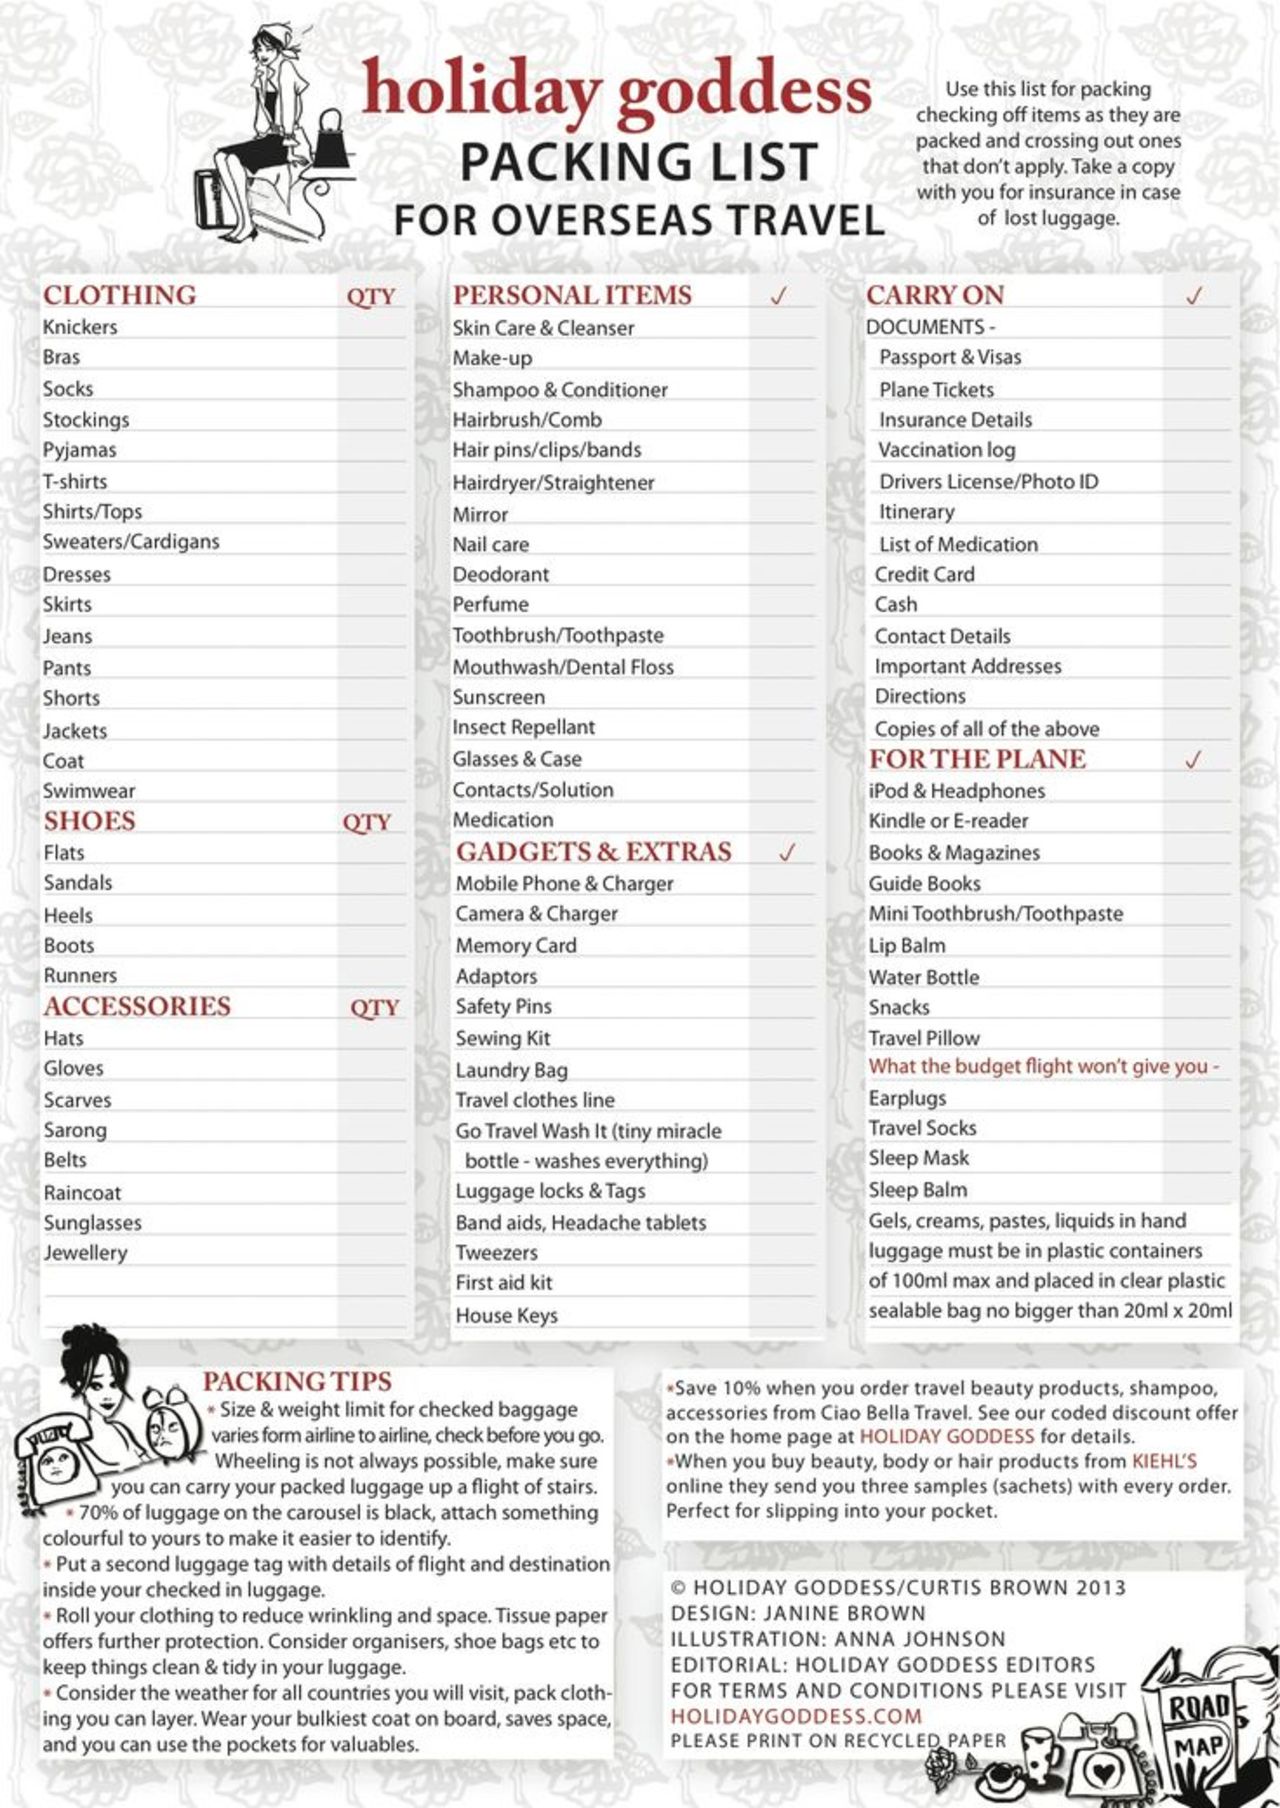 holiday goddess
PACKING LIST
FOR OVERSEAS TRAVEL
Use this list for packing
checking off items as they are
packed and crossing out ones
that don't apply. Take a copy
with you for insurance in case
of lost luggage.
CLOTHING QTY
Knickers
Bras
Socks
Stockings
Pyjamas
T-shirts
Shirts/Tops
Sweaters/Cardigans
Dresses
Skirts
Jeans
Pants
Shorts
Jackets
Coat
Swimwear
SHOES QTY
Flats
Sandals
Heels
Boots
Runners
ACCESSORIES QTY
Hats
Gloves
Scarves
Sarong
Belts
Raincoat
Sunglasses
Jewellery
PERSONAL ITEMS ✓
Skin Care & Cleanser
Make-up
Shampoo & Conditioner
Hairbrush/Comb
Hair pins/clips/bands
Hairdryer/Straightener
Mirror
Nail care
Deodorant
Perfume
Toothbrush/Toothpaste
Mouthwash/Dental Floss
Sunscreen
Insect Repellant
Glasses & Case
Contacts/Solution
Medication
GADGETS & EXTRAS ✓
Mobile Phone & Charger
Camera & Charger
Memory Card
Adaptors
Safety Pins
Sewing Kit
Laundry Bag
Travel clothes line
Go Travel Wash It (tiny miracle
bottle - washes everything)
Luggage locks & Tags
Band aids, Headache tablets
Tweezers
First aid kit
House Keys
CARRY ON ✓
DOCUMENTS -
Passport & Visas
Plane Tickets
Insurance Details
Vaccination log
Drivers License/Photo ID
Itinerary
List of Medication
Credit Card
Cash
Contact Details
Important Addresses
Directions
Copies of all of the above
FOR THE PLANE ✓
iPod & Headphones
Kindle or E-reader
Books & Magazines
Guide Books
Mini Toothbrush/Toothpaste
Lip Balm
Water Bottle
Snacks
Travel Pillow
What the budget flight won't give you -
Earplugs
Travel Socks
Sleep Mask
Sleep Balm
Gels, creams, pastes, liquids in hand
luggage must be in plastic containers
of 100ml max and placed in clear plastic
sealable bag no bigger than 20ml x 20ml
PACKING TIPS
* Size & weight limit for checked baggage
varies form airline to airline, check before you go.
Wheeling is not always possible, make sure
you can carry your packed luggage up a flight of stairs.
* 70% of luggage on the carousel is black, attach something
colourful to yours to make it easier to identify.
* Put a second luggage tag with details of flight and destination
inside your checked in luggage.
* Roll your clothing to reduce wrinkling and space. Tissue paper
offers further protection. Consider organisers, shoe bags etc to
keep things clean & tidy in your luggage.
* Consider the weather for all countries you will visit, pack cloth-
ing you can layer. Wear your bulkiest coat on board, saves space,
and you can use the pockets for valuables.
*Save 10% when you order travel beauty products, shampoo,
accessories from Ciao Bella Travel. See our coded discount offer
on the home page at HOLIDAY GODDESS for details.
*When you buy beauty, body or hair products from KIEHL'S
online they send you three samples (sachets) with every order.
Perfect for slipping into your pocket.
© HOLIDAY GODDESS/CURTIS BROWN 2013
DESIGN: JANINE BROWN
ILLUSTRATION: ANNA JOHNSON
EDITORIAL: HOLIDAY GODDESS EDITORS
FOR TERMS AND CONDITIONS PLEASE VISIT
HOLIDAYGODDESS.COM
PLEASE PRINT ON RECYCLED PAPER
ROAD
MAP